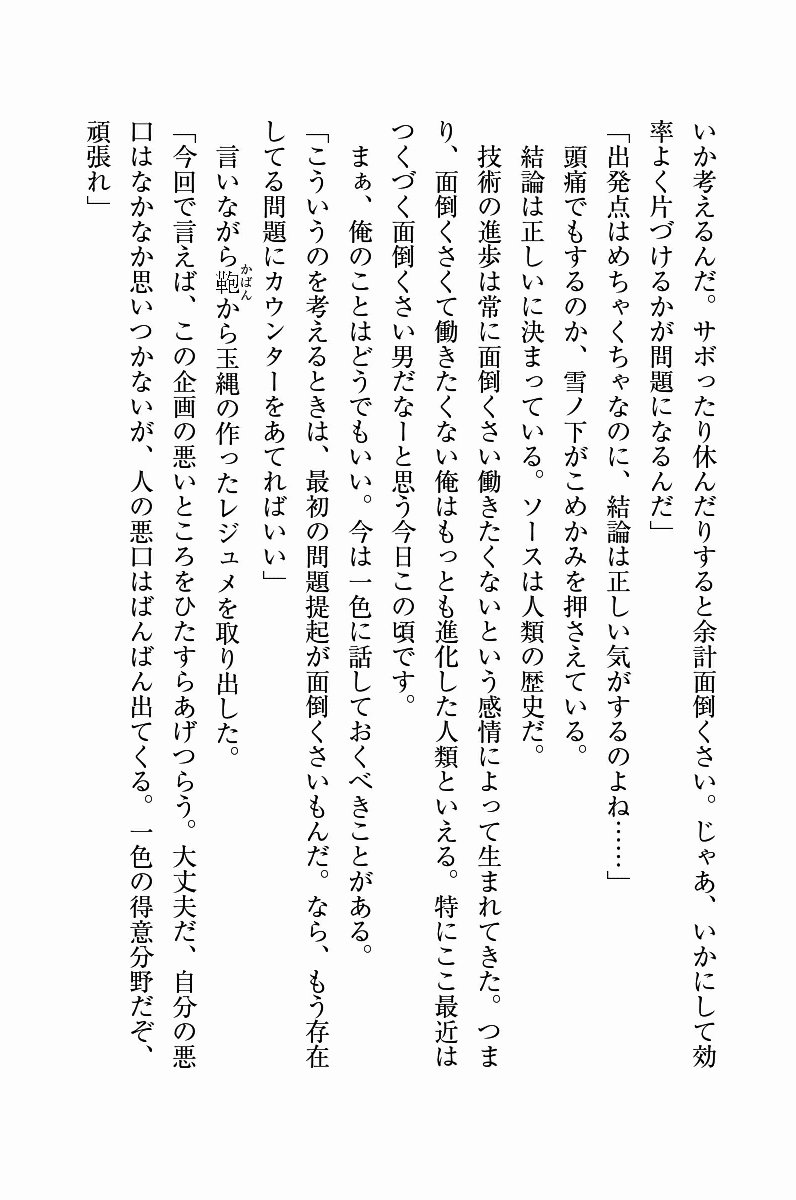 いか考えるんだ。サボったり休んだりすると余計面倒くさい。じゃあ、いかにして効
率よく片づけるかが問題になるんだ」
「出発点はめちゃくちゃなのに、結論は正しい気がするのよね……」
　頭痛でもするのか、雪ノ下がこめかみを押さえている。
　結論は正しいに決まっている。ソースは人類の歴史だ。
　技術の進歩は常に面倒くさい働きたくないという感情によって生まれてきた。つま
り、面倒くさくて働きたくない俺はもっとも進化した人類といえる。特にここ最近は
つくづく面倒くさい男だなーと思う今日この頃です。
　まぁ、俺のことはどうでもいい。今は一色に話しておくべきことがある。
「こういうのを考えるときは、最初の問題提起が面倒くさいもんだ。なら、もう存在
してる問題にカウンターをあてればいい」
　言いながら鞄かばんから玉縄の作ったレジュメを取り出した。
「今回で言えば、この企画の悪いところをひたすらあげつらう。大丈夫だ、自分の悪
口はなかなか思いつかないが、人の悪口はばんばん出てくる。一色の得意分野だぞ、
頑張れ」